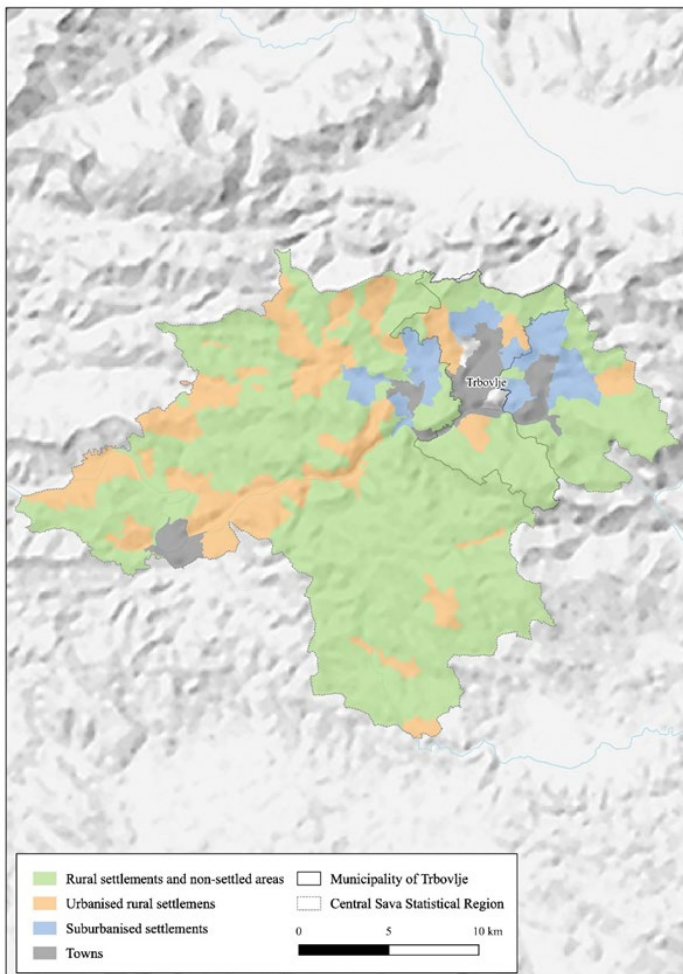 Trbovlje
Rural settlements and non-settled areas
Urbanised rural settlemens
Suburbanised settlements
Towns
Municipality of Trbovlje
Central Sava Statistical Region
0 5 10 km